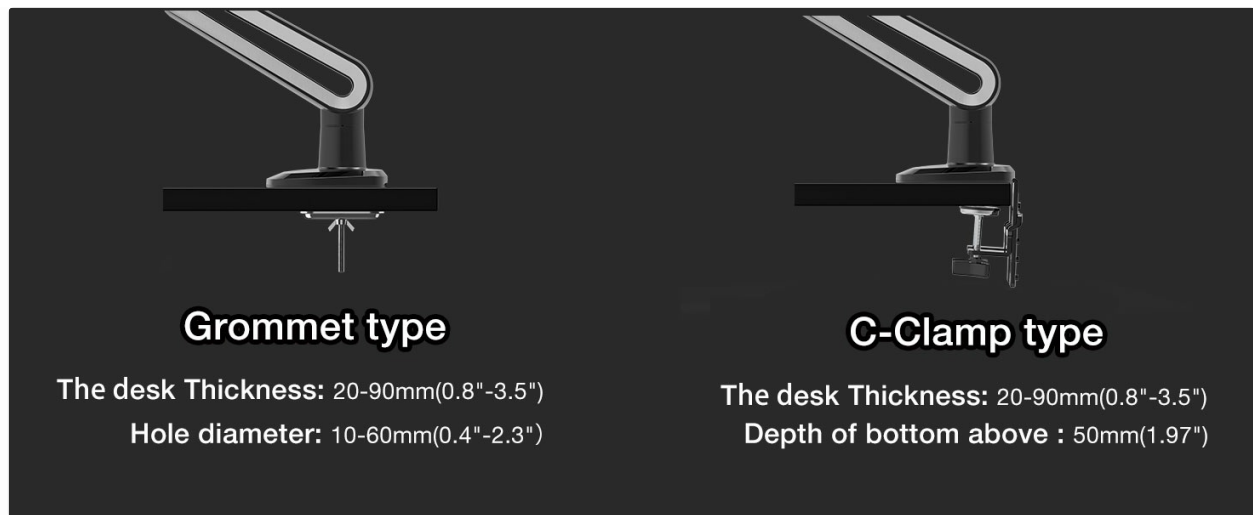 Grommet type
The desk Thickness: 20-90mm(0.8"-3.5")
Hole diameter: 10-60mm(0.4"-2.3")
C-Clamp type
The desk Thickness: 20-90mm(0.8"-3.5")
Depth of bottom above : 50mm(1.97")